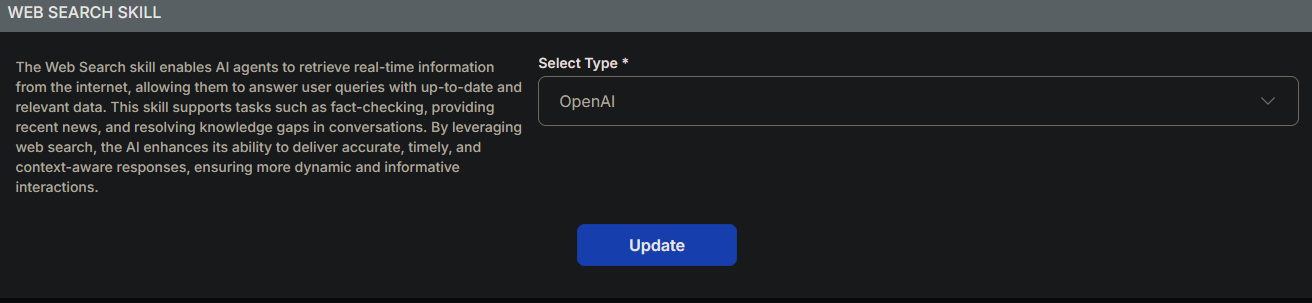 WEB SEARCH SKILL
The Web Search skill enables AI agents to retrieve real-time information
from the internet, allowing them to answer user queries with up-to-date and
relevant data. This skill supports tasks such as fact-checking, providing
recent news, and resolving knowledge gaps in conversations. By leveraging
web search, the AI enhances its ability to deliver accurate, timely, and
context-aware responses, ensuring more dynamic and informative
interactions.
Select Type *
OpenAI
Update